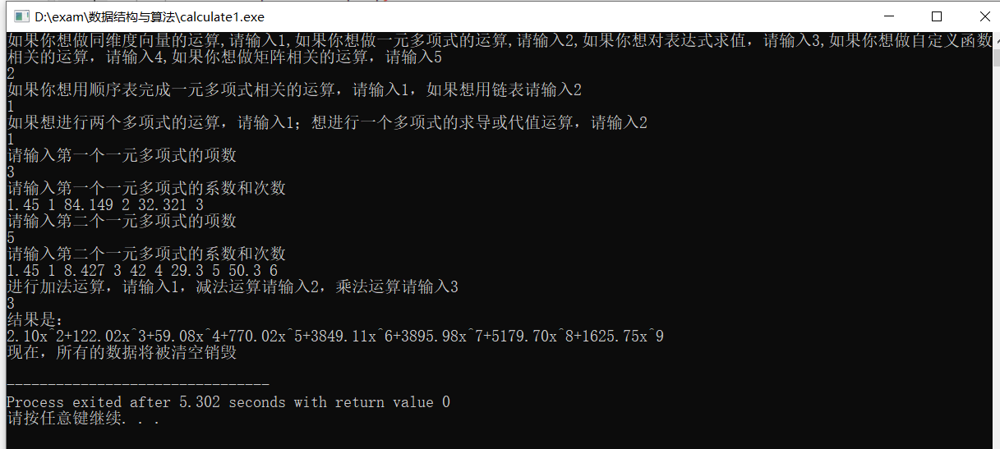 D:\exam\数据结构与算法\calculate1.exe
如果你想做同维度向量的运算,请输入1,如果你想做一元多项式的运算,请输入2,如果你想对表达式求值，请输入3,如果你想做自定义函数
相关的运算，请输入4,如果你想做矩阵相关的运算，请输入5
2
如果你想用顺序表完成一元多项式相关的运算，请输入1，如果想用链表请输入2
1
如果想进行两个多项式的运算，请输入1；想进行一个多项式的求导或代值运算，请输入2
1
请输入第一个一元多项式的项数
3
请输入第一个一元多项式的系数和次数
1.45 1 84.149 2 32.321 3
请输入第二个一元多项式的项数
5
请输入第二个一元多项式的系数和次数
1.45 1 8.427 3 42 4 29.3 5 50.3 6
进行加法运算，请输入1，减法运算请输入2，乘法运算请输入3
3
结果是：
2.10x^2+122.02x^3+59.08x^4+770.02x^5+3849.11x^6+3895.98x^7+5179.70x^8+1625.75x^9
现在，所有的数据将被清空销毁
--------------------------------
Process exited after 5.302 seconds with return value 0
请按任意键继续. . .